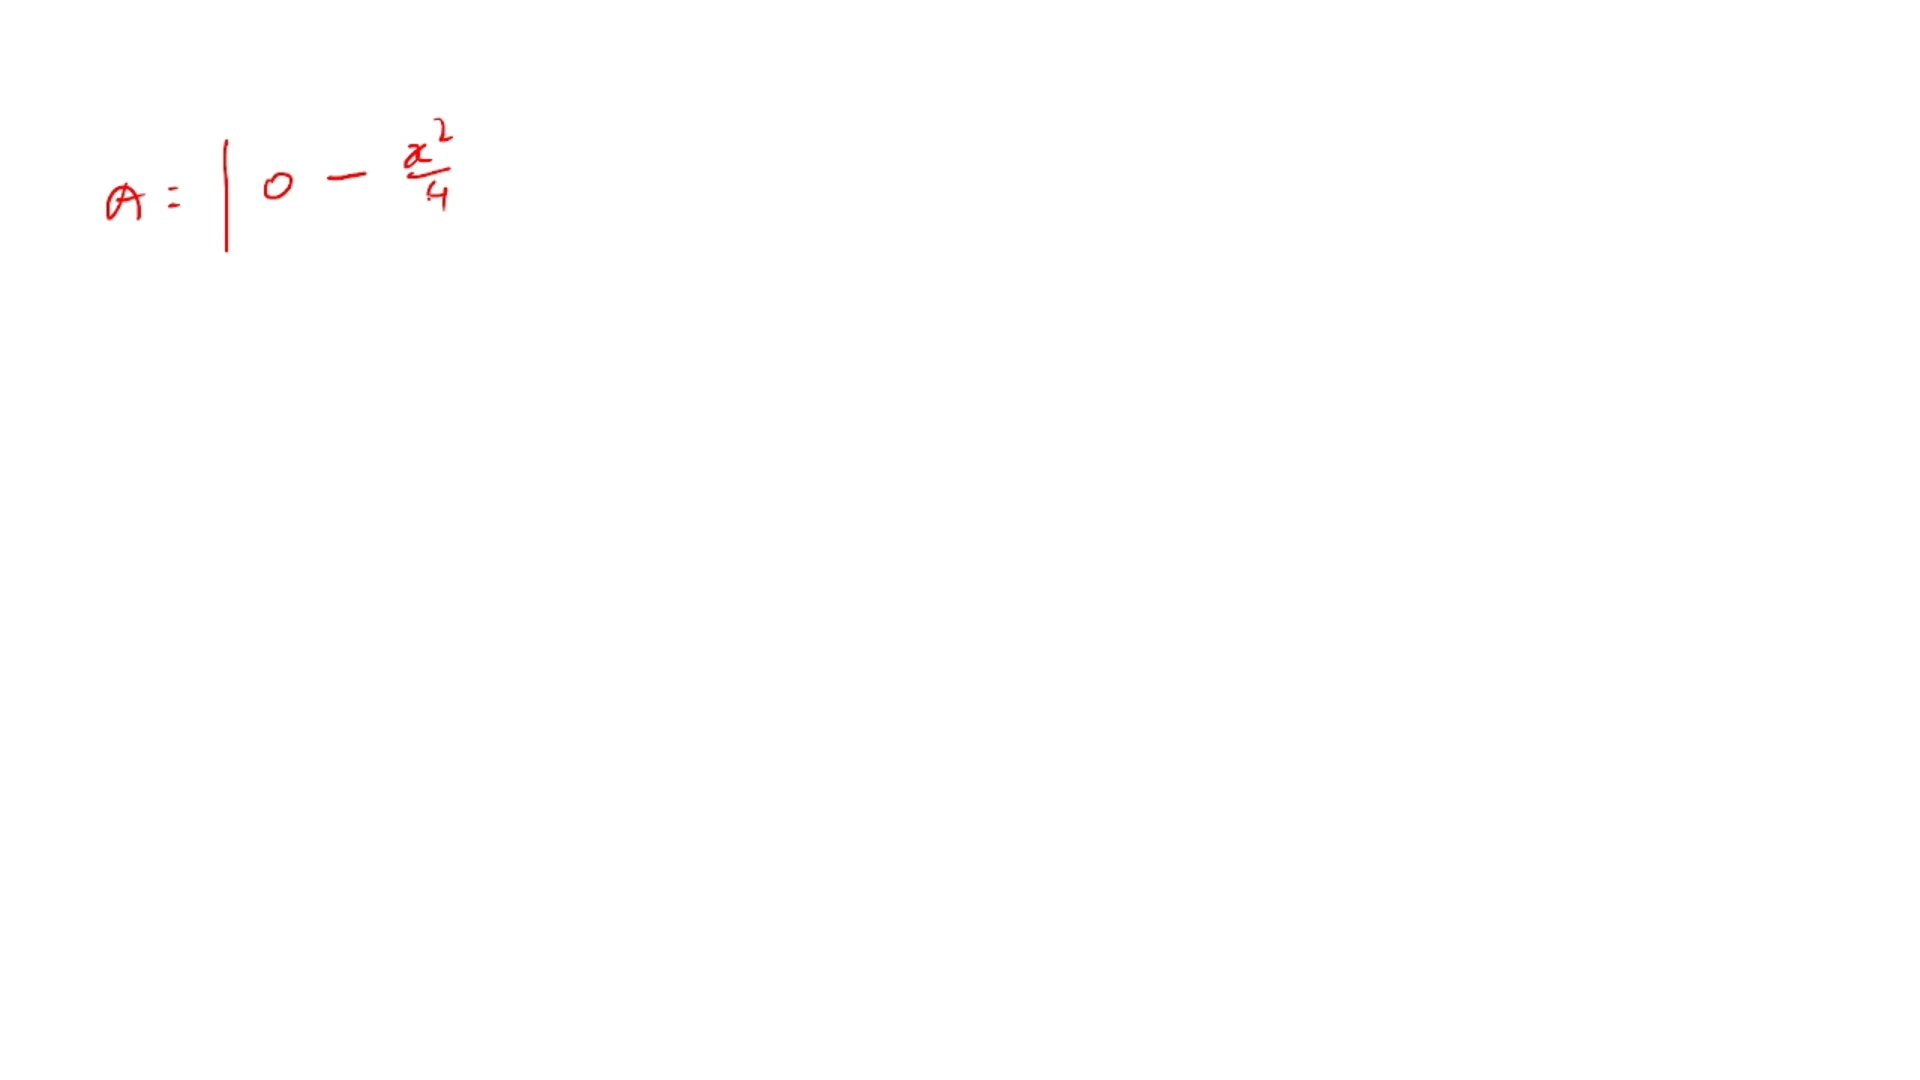 A = | 0 - x²/4